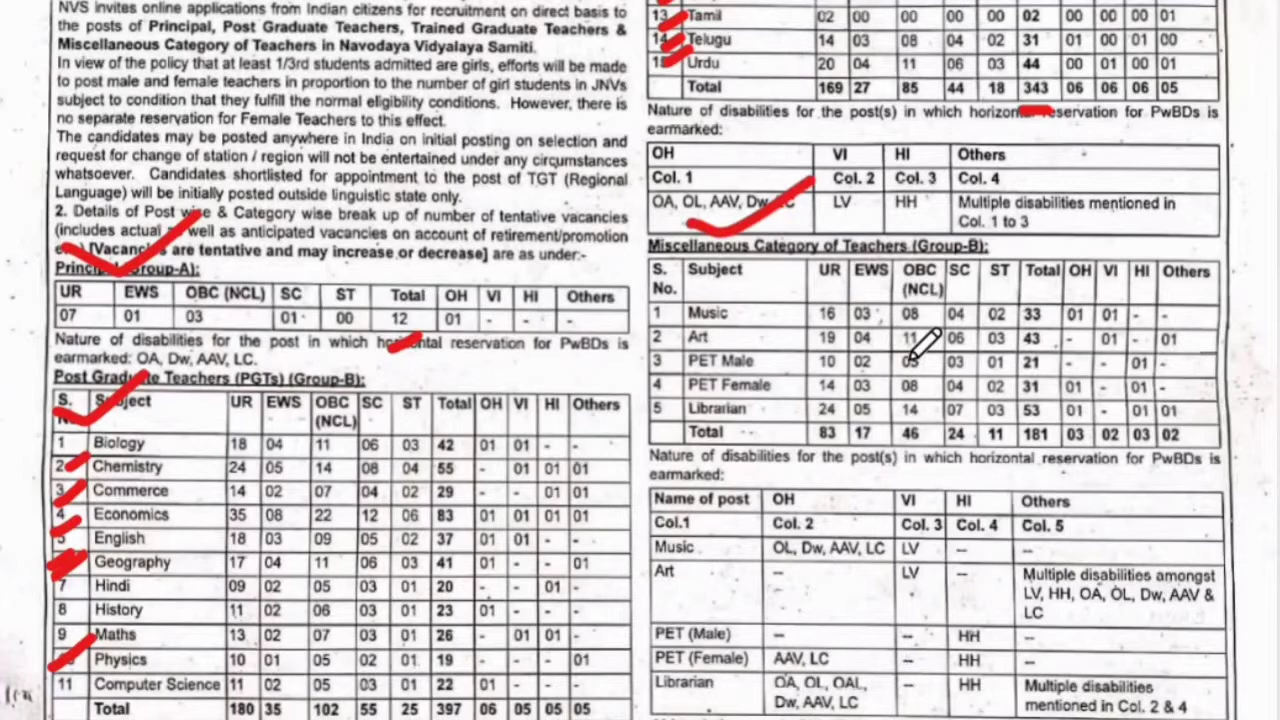 NVS invites online applications from Indian citizens for recruitment on direct basis to
the posts of Principal, Post Graduate Teachers, Trained Graduate Teachers &
Miscellaneous Category of Teachers in Navodaya Vidyalaya Samiti.
In view of the policy that at least 1/3rd students admitted are girls, efforts will be made
to post male and female teachers in proportion to the number of girl students in JNVs
subject to condition that they fulfill the normal eligibility conditions. However, there is
no separate reservation for Female Teachers to this effect.
The candidates may be posted anywhere in India on initial posting on selection and
request for change of station / region will not be entertained under any circumstances
whatsoever. Candidates shortlisted for appointment to the post of TGT (Regional
Language) will be initially posted outside linguistic state only.
2. Details of Post wise & Category wise break up of number of tentative vacancies
(includes actual as well as anticipated vacancies on account of retirement/promotion
[Vacancies are tentative and may increase or decrease] are as under:-
Principal (Group-A):
UR EWS OBC (NCL) SC ST Total OH VI HI Others
07 01 03 01 00 12 01 - - -
Nature of disabilities for the post in which horizontal reservation for PwBDs is
earmarked: OA, Dw, AAV, LC.
Post Graduate Teachers (PGTs) (Group-B):
S. Subject UR EWS OBC SC ST Total OH VI HI Others
(NCL)
1 Biology 18 04 11 06 03 42 01 01 - -
2 Chemistry 24 05 14 08 04 55 - 01 01 01
3 Commerce 14 02 07 04 02 29 - - 01 01
4 Economics 35 08 22 12 06 83 01 01 01 01
5 English 18 03 09 05 02 37 01 01 - -
Geography 17 04 11 06 03 41 01 - - 01
7 Hindi 09 02 05 03 01 20 - - 01 -
8 History 11 02 06 03 01 23 01 - - -
9 Maths 13 02 07 03 01 26 - 01 01 -
Physics 10 01 05 02 01 19 - - - 01
11 Computer Science 11 02 05 03 01 22 01 - - -
Total 180 35 102 55 25 397 06 05 05 05
13 Tamil 02 00 00 00 00 02 00 00 00 01
14 Telugu 14 03 08 04 02 31 01 00 01 00
15 Urdu 20 04 11 06 03 44 00 01 00 01
Total 169 27 85 44 18 343 06 06 06 05
Nature of disabilities for the post(s) in which horizontal reservation for PwBDs is
earmarked:
OH VI HI Others
Col. 1 Col. 2 Col. 3 Col. 4
OA, OL, AAV, Dw, LC LV HH Multiple disabilities mentioned in
Col. 1 to 3
Miscellaneous Category of Teachers (Group-B):
S. Subject UR EWS OBC SC ST Total OH VI HI Others
No. (NCL)
1 Music 16 03 08 04 02 33 01 01 - -
2 Art 19 04 11 06 03 43 - 01 - 01
3 PET Male 10 02 05 03 01 21 - - 01 -
4 PET Female 14 03 08 04 02 31 01 - 01 -
5 Librarian 24 05 14 07 03 53 01 - 01 01
Total 83 17 46 24 11 181 03 02 03 02
Nature of disabilities for the post(s) in which horizontal reservation for PwBDs is
earmarked:
Name of post OH VI HI Others
Col.1 Col. 2 Col. 3 Col. 4 Col. 5
Music OL, Dw, AAV, LC LV -- --
Art -- LV -- Multiple disabilities amongst
LV, HH, OA, OL, Dw, AAV &
LC
PET (Male) -- -- HH --
PET (Female) AAV, LC -- HH --
Librarian OA, OL, OAL, -- HH Multiple disabilities
Dw, AAV, LC mentioned in Col. 2 & 4